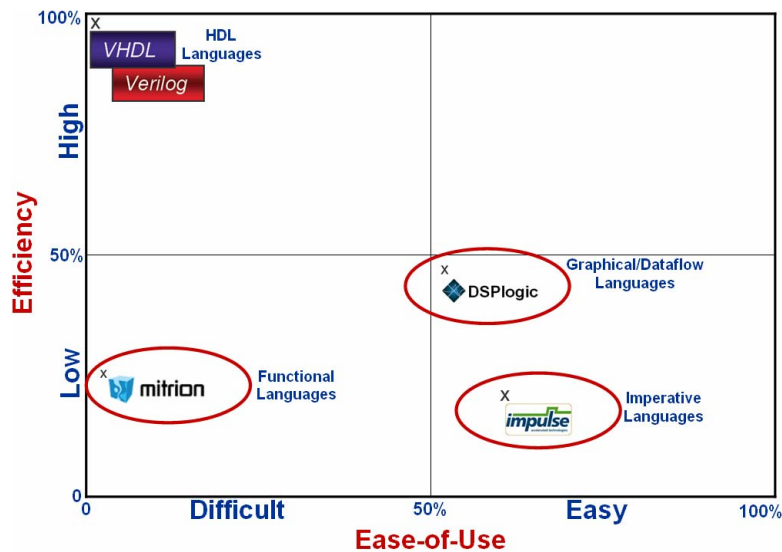 100%
x
VHDL
HDL
Languages
Verilog
High
Efficiency
50%
x
Graphical/Dataflow
Languages
DSPlogic
Low
x
mitrion
Functional
Languages
x
Imperative
Languages
impulse
0
0
Difficult
50%
Easy
100%
Ease-of-Use